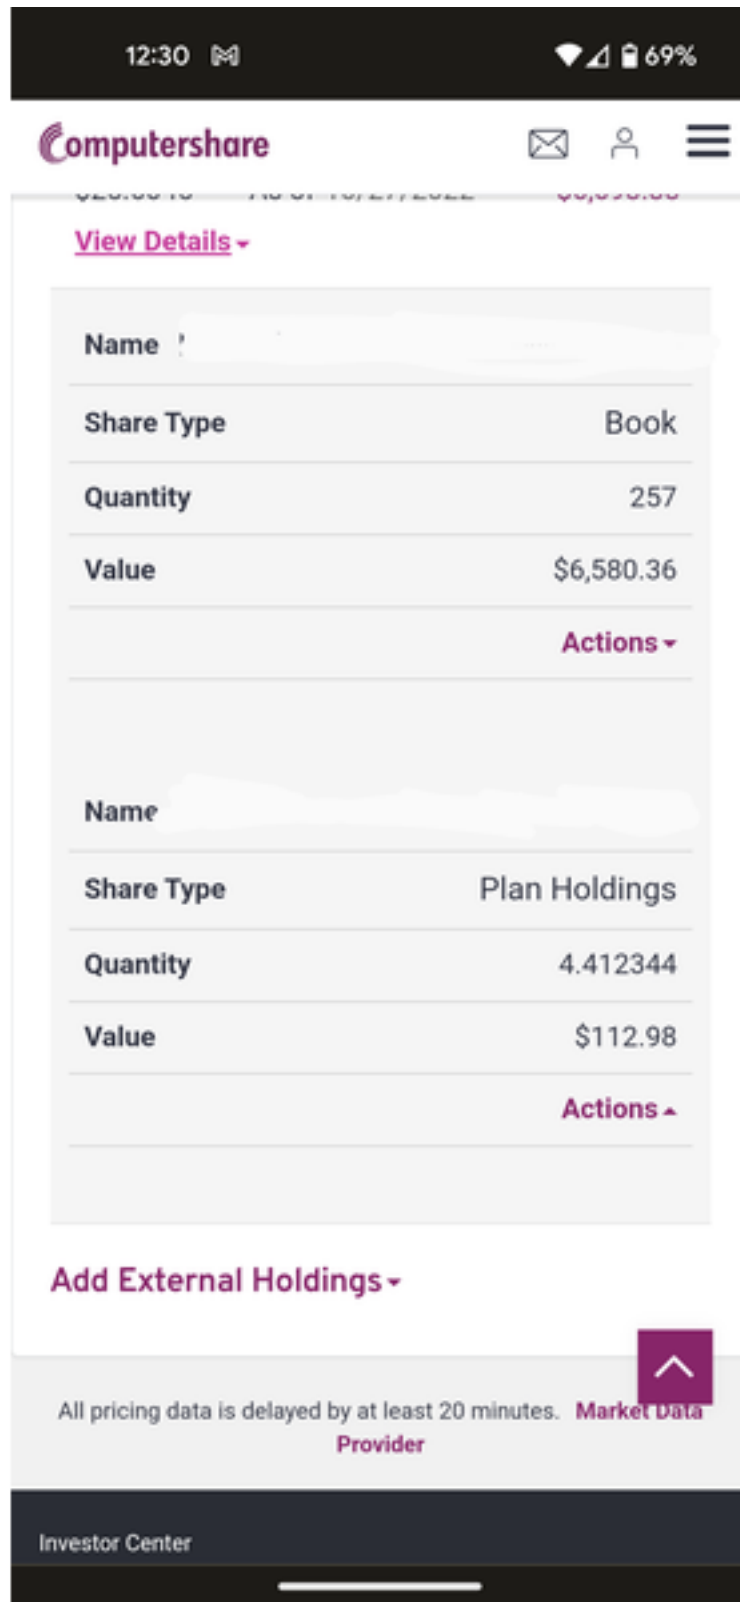 12:30 69%
Computershare
View Details
Name
Share Type Book
Quantity 257
Value $6,580.36
Actions
Name
Share Type Plan Holdings
Quantity 4.412344
Value $112.98
Actions
Add External Holdings
All pricing data is delayed by at least 20 minutes. Market Data
Provider
Investor Center